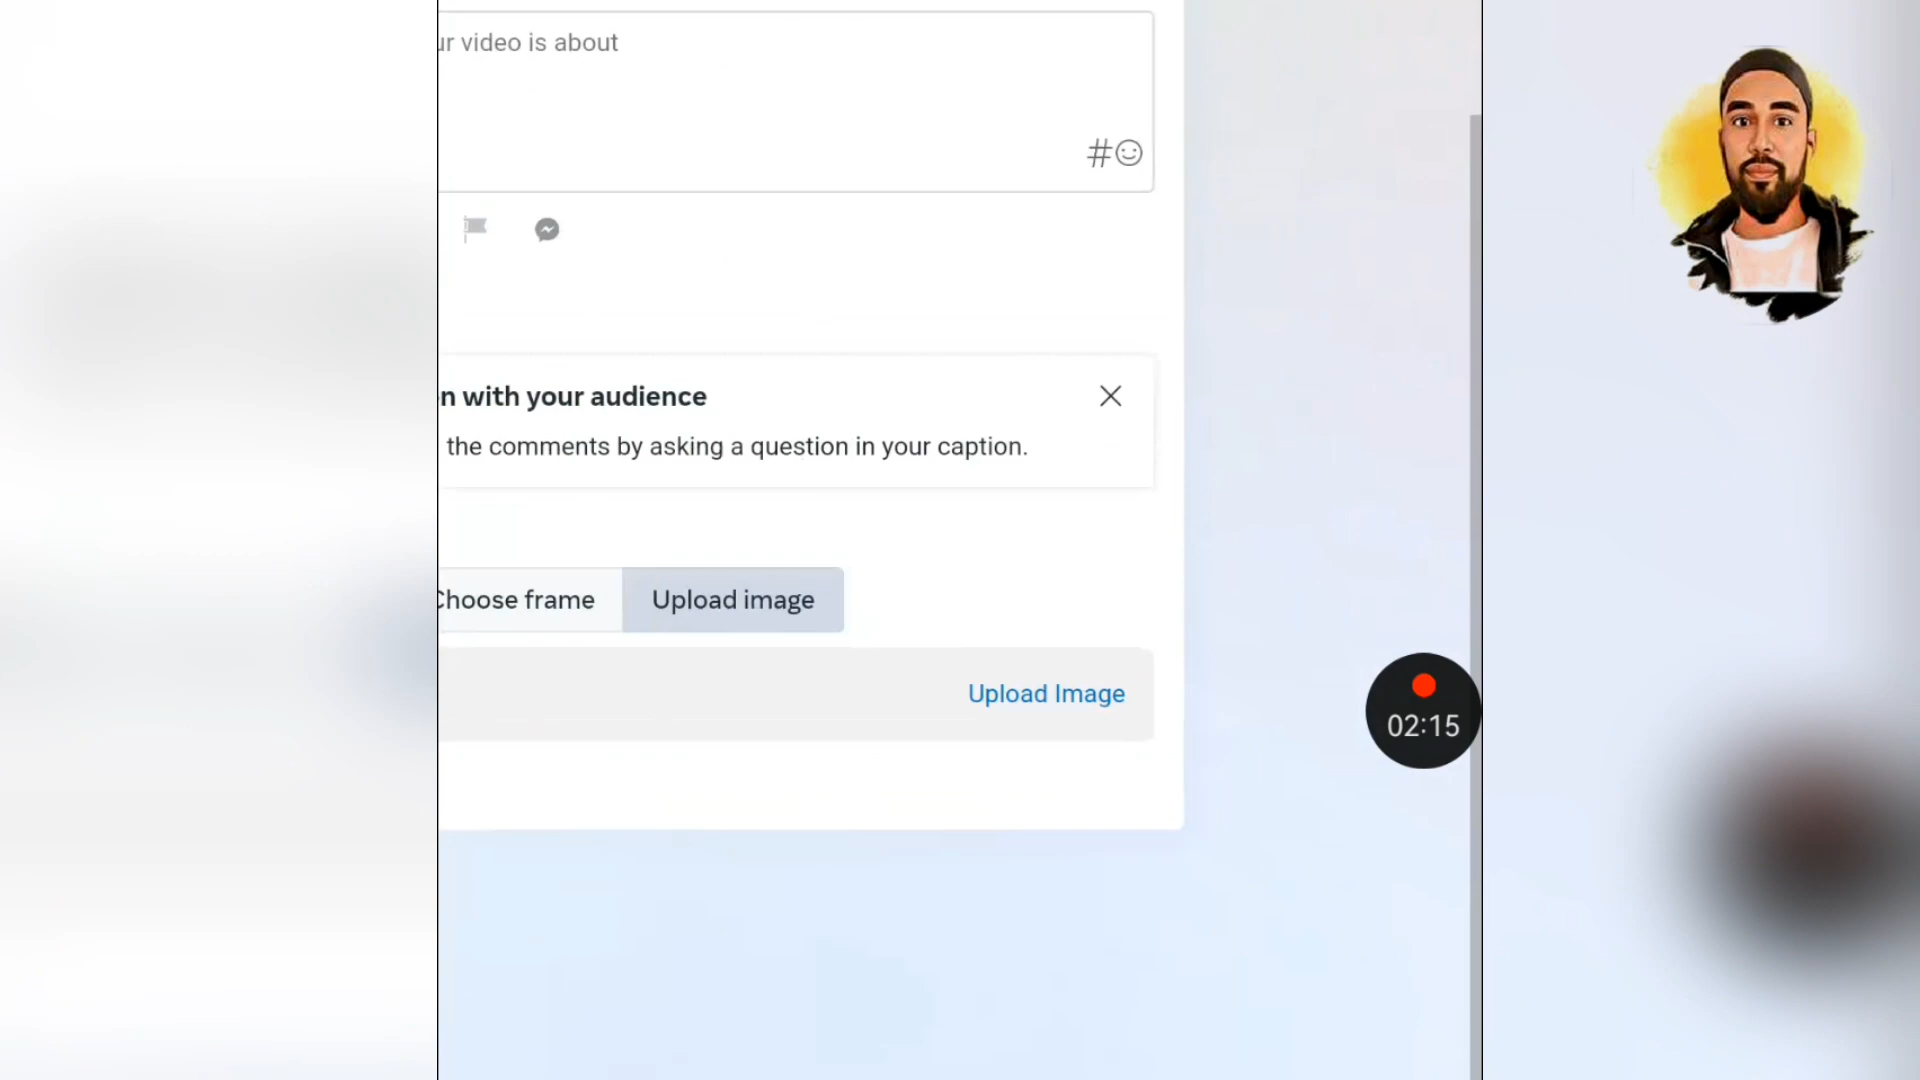 video is about
#
with your audience
the comments by asking a question in your caption.
Choose frame
Upload image
Upload Image
02:15